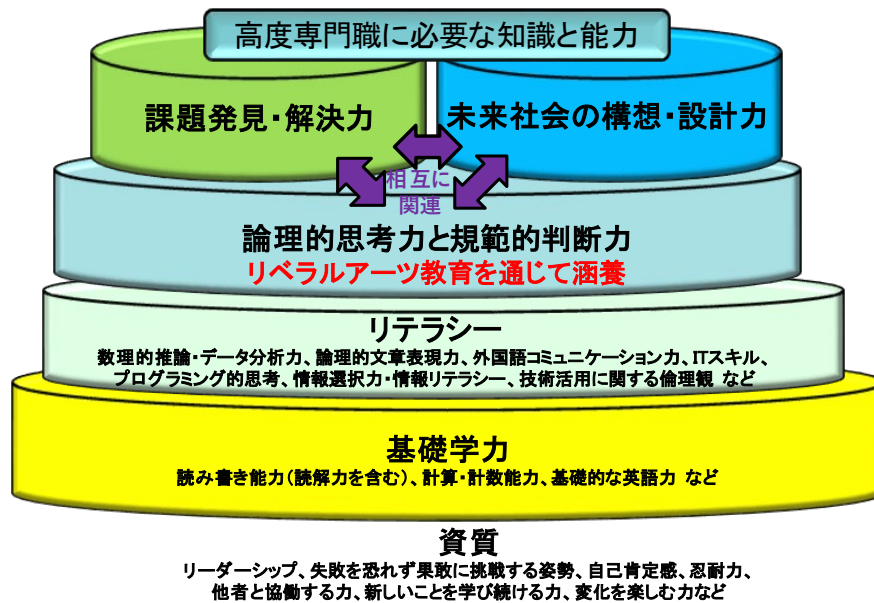 高度専門職に必要な知識と能力
課題発見・解決力
未来社会の構想・設計力
相互に
関連
論理的思考力と規範的判断力
リベラルアーツ教育を通じて涵養
リテラシー
数理的推論・データ分析力、論理的文章表現力、外国語コミュニケーション力、ITスキル、
プログラミング的思考、情報選択力・情報リテラシー、技術活用に関する倫理観 など
基礎学力
読み書き能力(読解力を含む)、計算・計数能力、基礎的な英語力 など
資質
リーダーシップ、失敗を恐れず果敢に挑戦する姿勢、自己肯定感、忍耐力、
他者と協働する力、新しいことを学び続ける力、変化を楽しむ力など